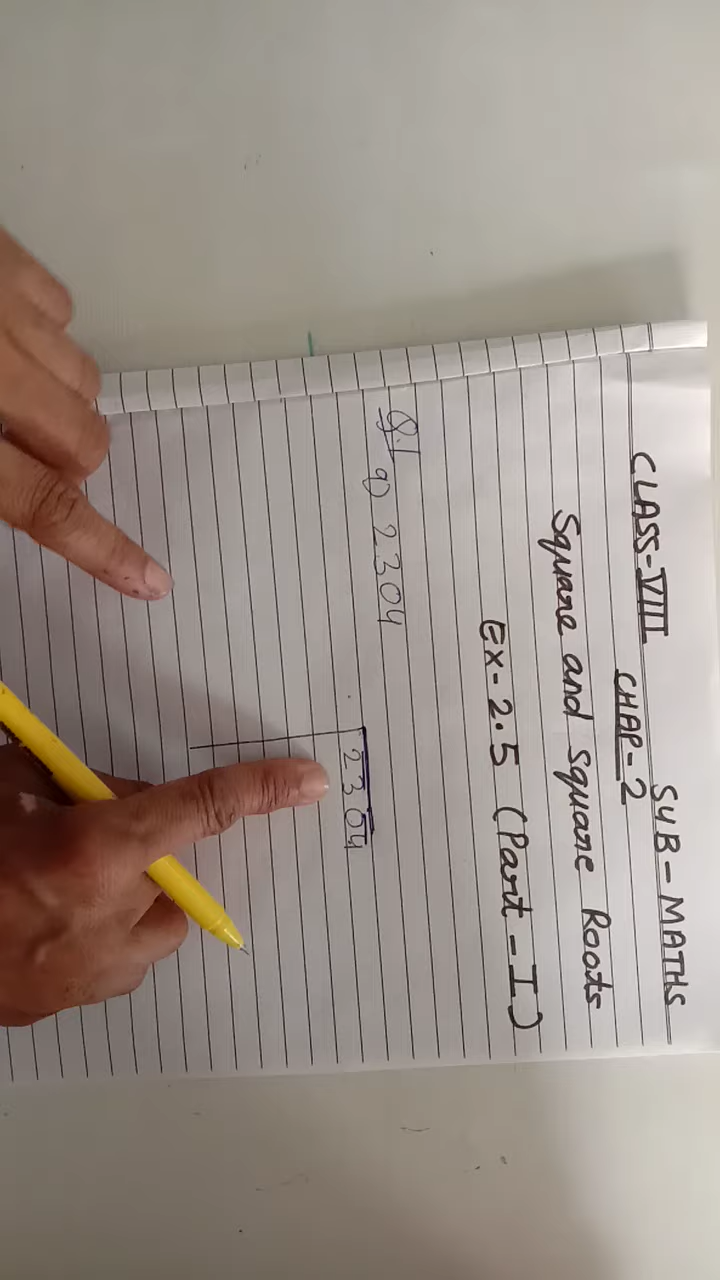 CLASS-VIII SUB-MATHS
CHAP-2
Square and Square Roots
Ex-2.5 (Part-I)
Q.1 a) 2304
2304